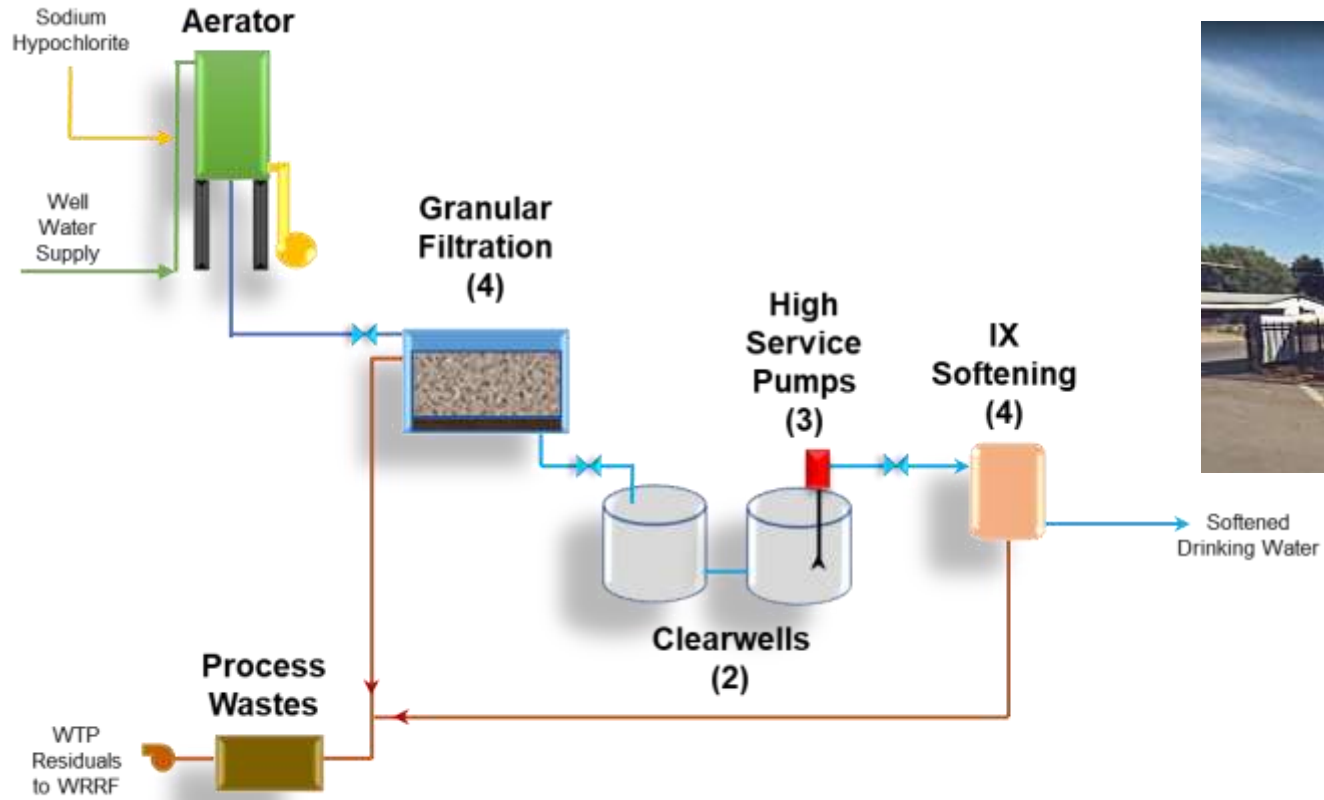 Sodium
Hypochlorite
Aerator
Well
Water
Supply
Granular
Filtration
(4)
High
Service
Pumps
(3)
IX
Softening
(4)
Softened
Drinking Water
Clearwells
(2)
Process
Wastes
WTP
Residuals
to WRRF